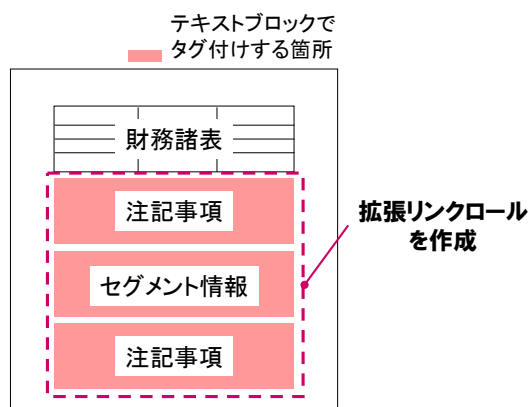 テキストブロックで
タグ付けする箇所
財務諸表
注記事項
拡張リンクロール
を作成
セグメント情報
注記事項